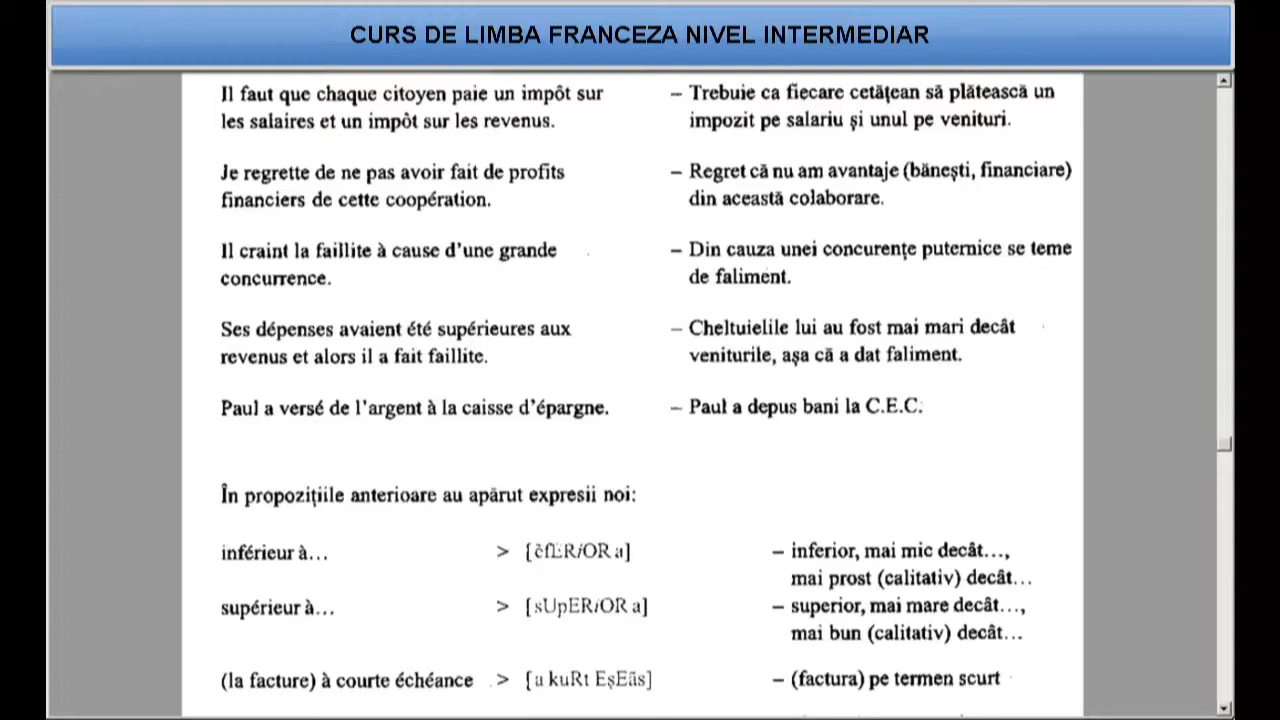 CURS DE LIMBA FRANCEZA NIVEL INTERMEDIAR
Il faut que chaque citoyen paie un impôt sur
les salaires et un impôt sur les revenus.
– Trebuie ca fiecare cetățean să plătească un
impozit pe salariu și unul pe venituri.
Je regrette de ne pas avoir fait de profits
financiers de cette coopération.
– Regret că nu am avantaje (bănești, financiare)
din această colaborare.
Il craint la faillite à cause d'une grande
concurrence.
– Din cauza unei concurențe puternice se teme
de faliment.
Ses dépenses avaient été supérieures aux
revenus et alors il a fait faillite.
– Cheltuielile lui au fost mai mari decât
veniturile, așa că a dat faliment.
Paul a versé de l'argent à la caisse d'épargne.
– Paul a depus bani la C.E.C.
În propozițiile anterioare au apărut expresii noi:
inférieur à... > [ẽfERiOR a] – inferior, mai mic decât...,
mai prost (calitativ) decât...
supérieur à... > [sUpERiOR a] – superior, mai mare decât...,
mai bun (calitativ) decât...
(la facture) à courte échéance > [a kuRt EșEãs] – (factura) pe termen scurt